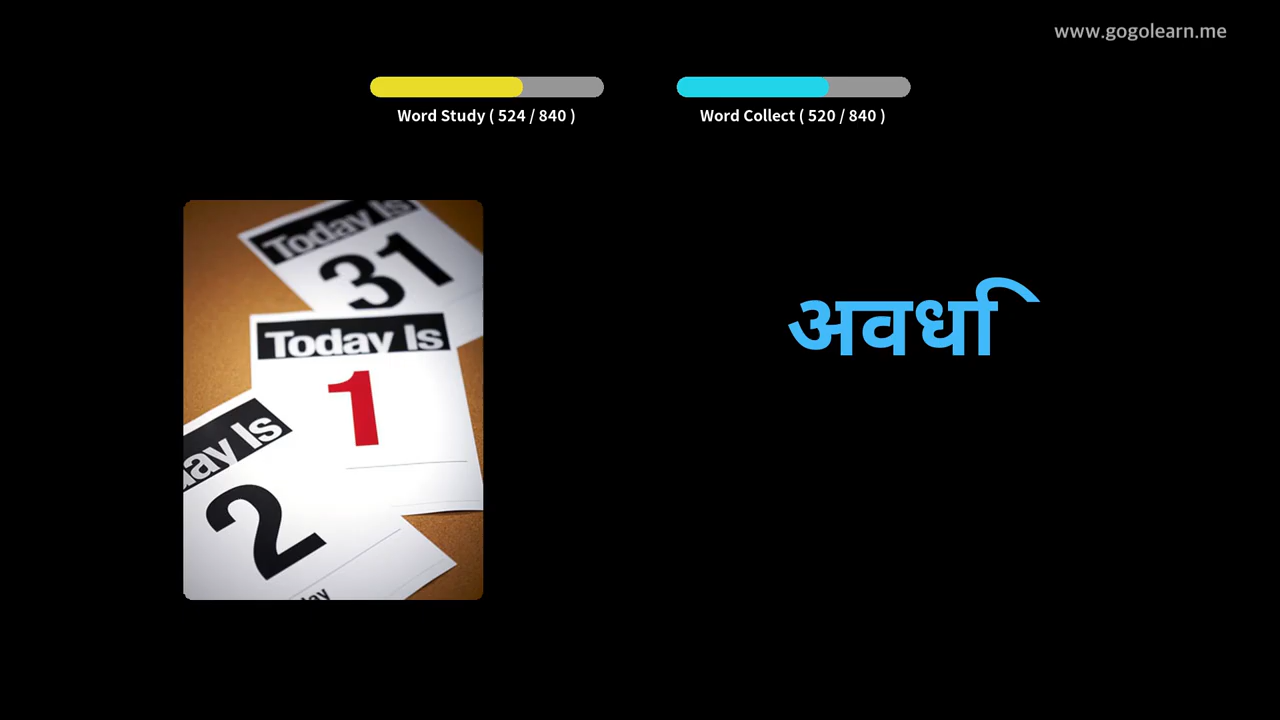 www.gogolearn.me
Word Study ( 524 / 840 )
Word Collect ( 520 / 840 )
Today Is
31
Today Is
1
ay Is
2
अवधि